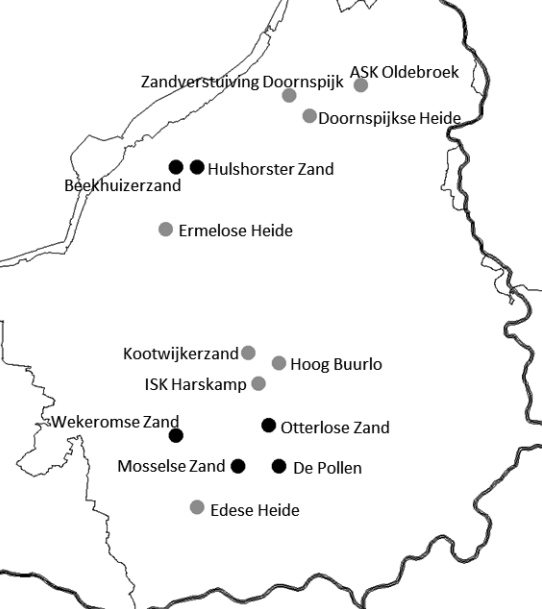 ASK Oldebroek
Zandverstuiving Doornspijk
Doornspijkse Heide
Hulshorster Zand
Beekhuizerzand
Ermelose Heide
Kootwijkerzand
Hoog Buurlo
ISK Harskamp
Wekeromse Zand
Otterlose Zand
Mosselse Zand
De Pollen
Edese Heide